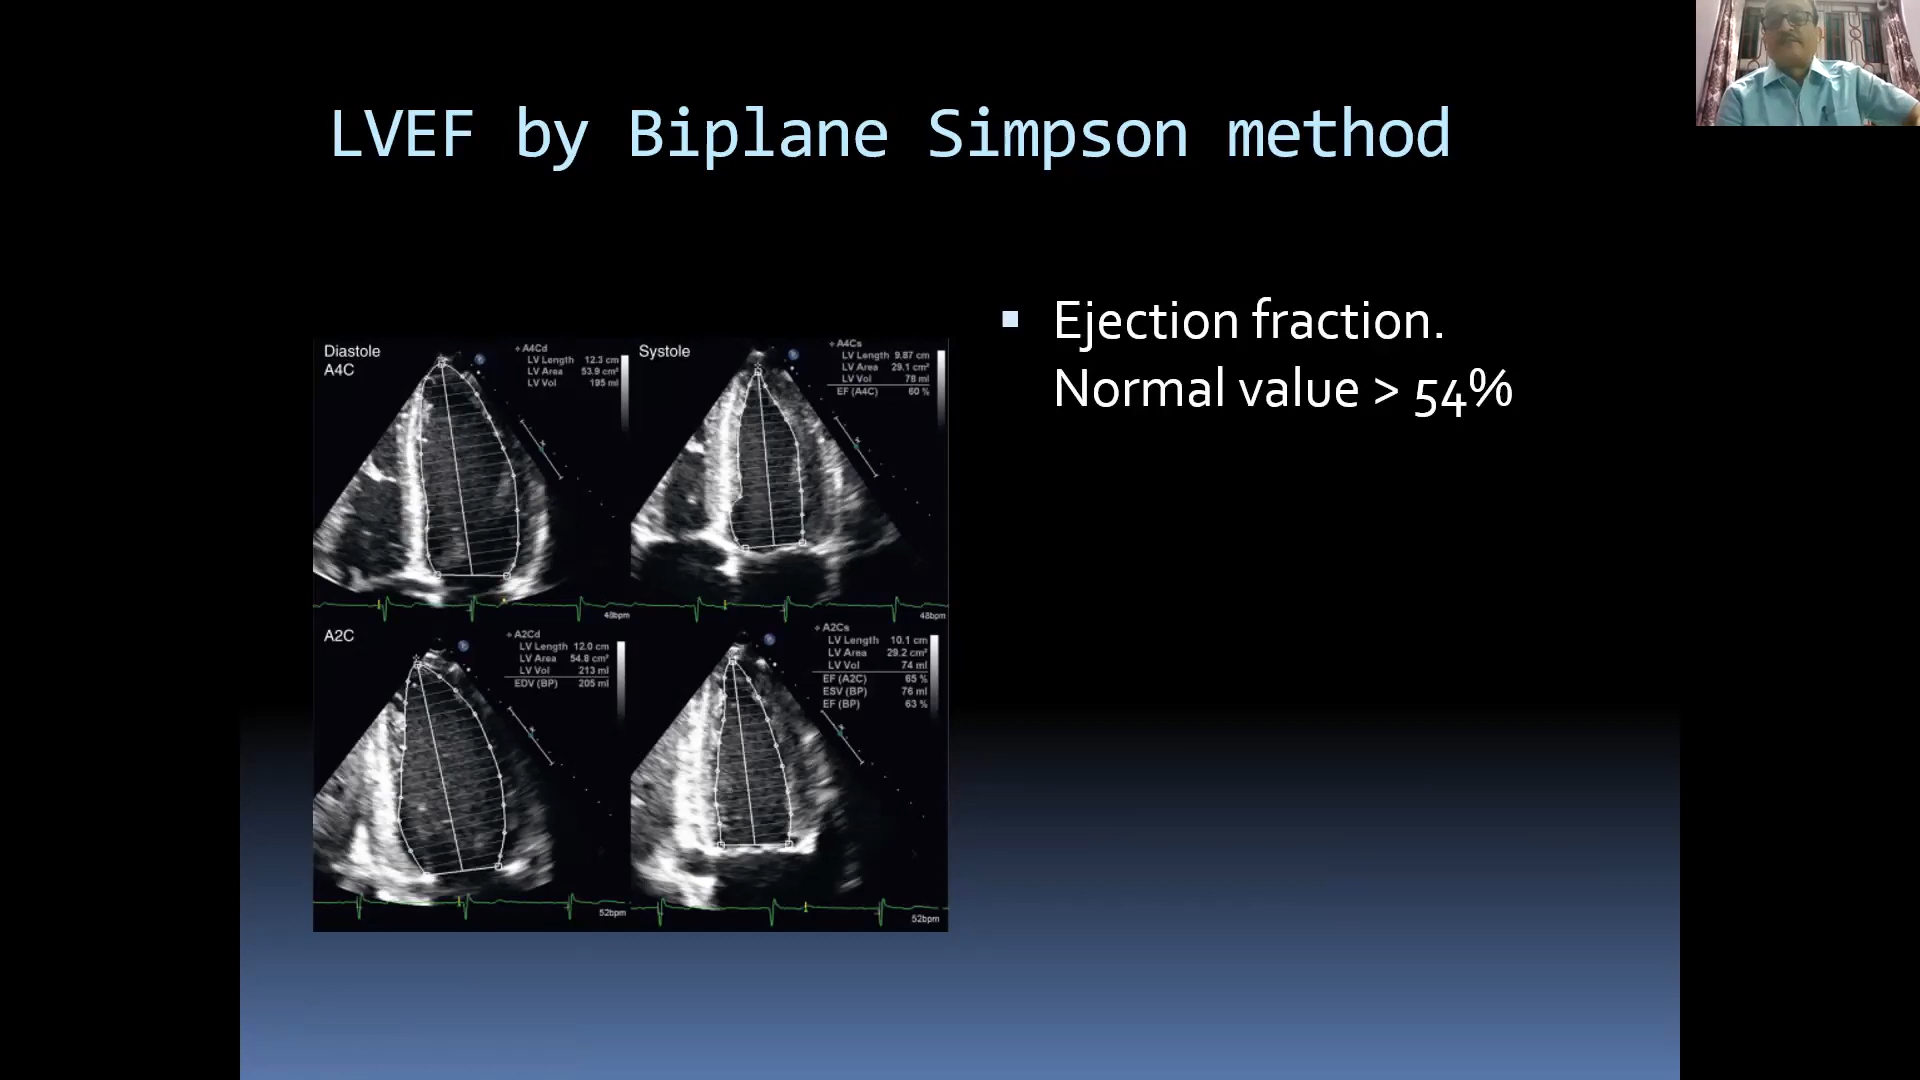 LVEF by Biplane Simpson method
Ejection fraction.
Normal value > 54%
Diastole
A4C
A4Cd
LV Length 12.3 cm
LV Area 53.9 cm²
LV Vol 195 ml
48bpm
Systole
A4Cs
LV Length 9.87 cm
LV Area 29.1 cm²
LV Vol 78 ml
EF (A4C) 60 %
48bpm
A2C
A2Cd
LV Length 12.0 cm
LV Area 54.8 cm²
LV Vol 213 ml
EDV (BP) 205 ml
52bpm
A2Cs
LV Length 10.1 cm
LV Area 29.2 cm²
LV Vol 74 ml
EF (A2C) 65 %
ESV (BP) 76 ml
EF (BP) 63 %
52bpm